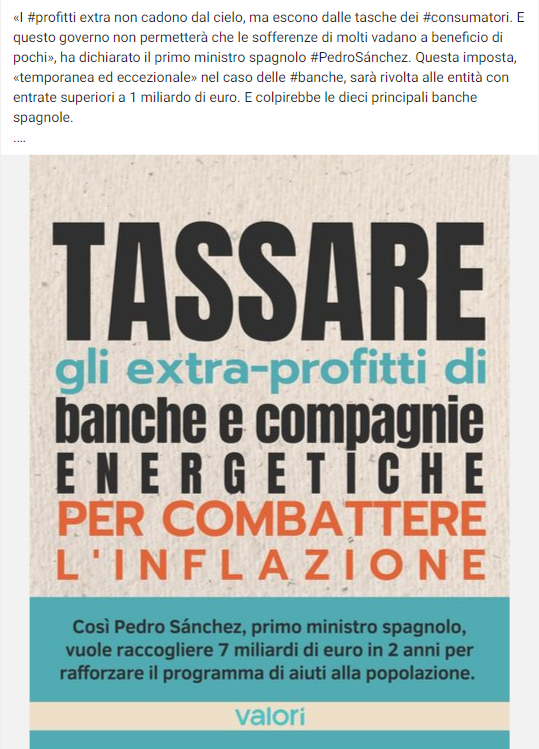 «I #profitti extra non cadono dal cielo, ma escono dalle tasche dei #consumatori. E
questo governo non permetterà che le sofferenze di molti vadano a beneficio di
pochi», ha dichiarato il primo ministro spagnolo #PedroSánchez. Questa imposta,
«temporanea ed eccezionale» nel caso delle #banche, sarà rivolta alle entità con
entrate superiori a 1 miliardo di euro. E colpirebbe le dieci principali banche
spagnole.
....
TASSARE
gli extra-profitti di
banche e compagnie
ENERGETICHE
PER COMBATTERE
L'INFLAZIONE
Così Pedro Sánchez, primo ministro spagnolo,
vuole raccogliere 7 miliardi di euro in 2 anni per
rafforzare il programma di aiuti alla popolazione.
valori